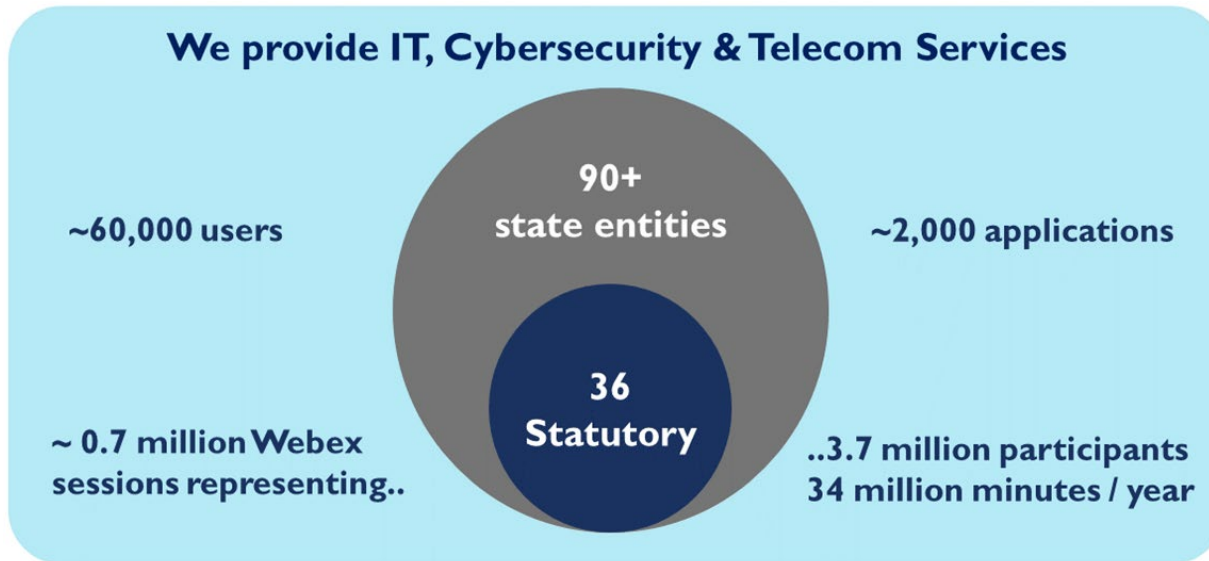 We provide IT, Cybersecurity & Telecom Services
90+
state entities
~60,000 users
~2,000 applications
36
Statutory
~ 0.7 million Webex
sessions representing..
..3.7 million participants
34 million minutes / year